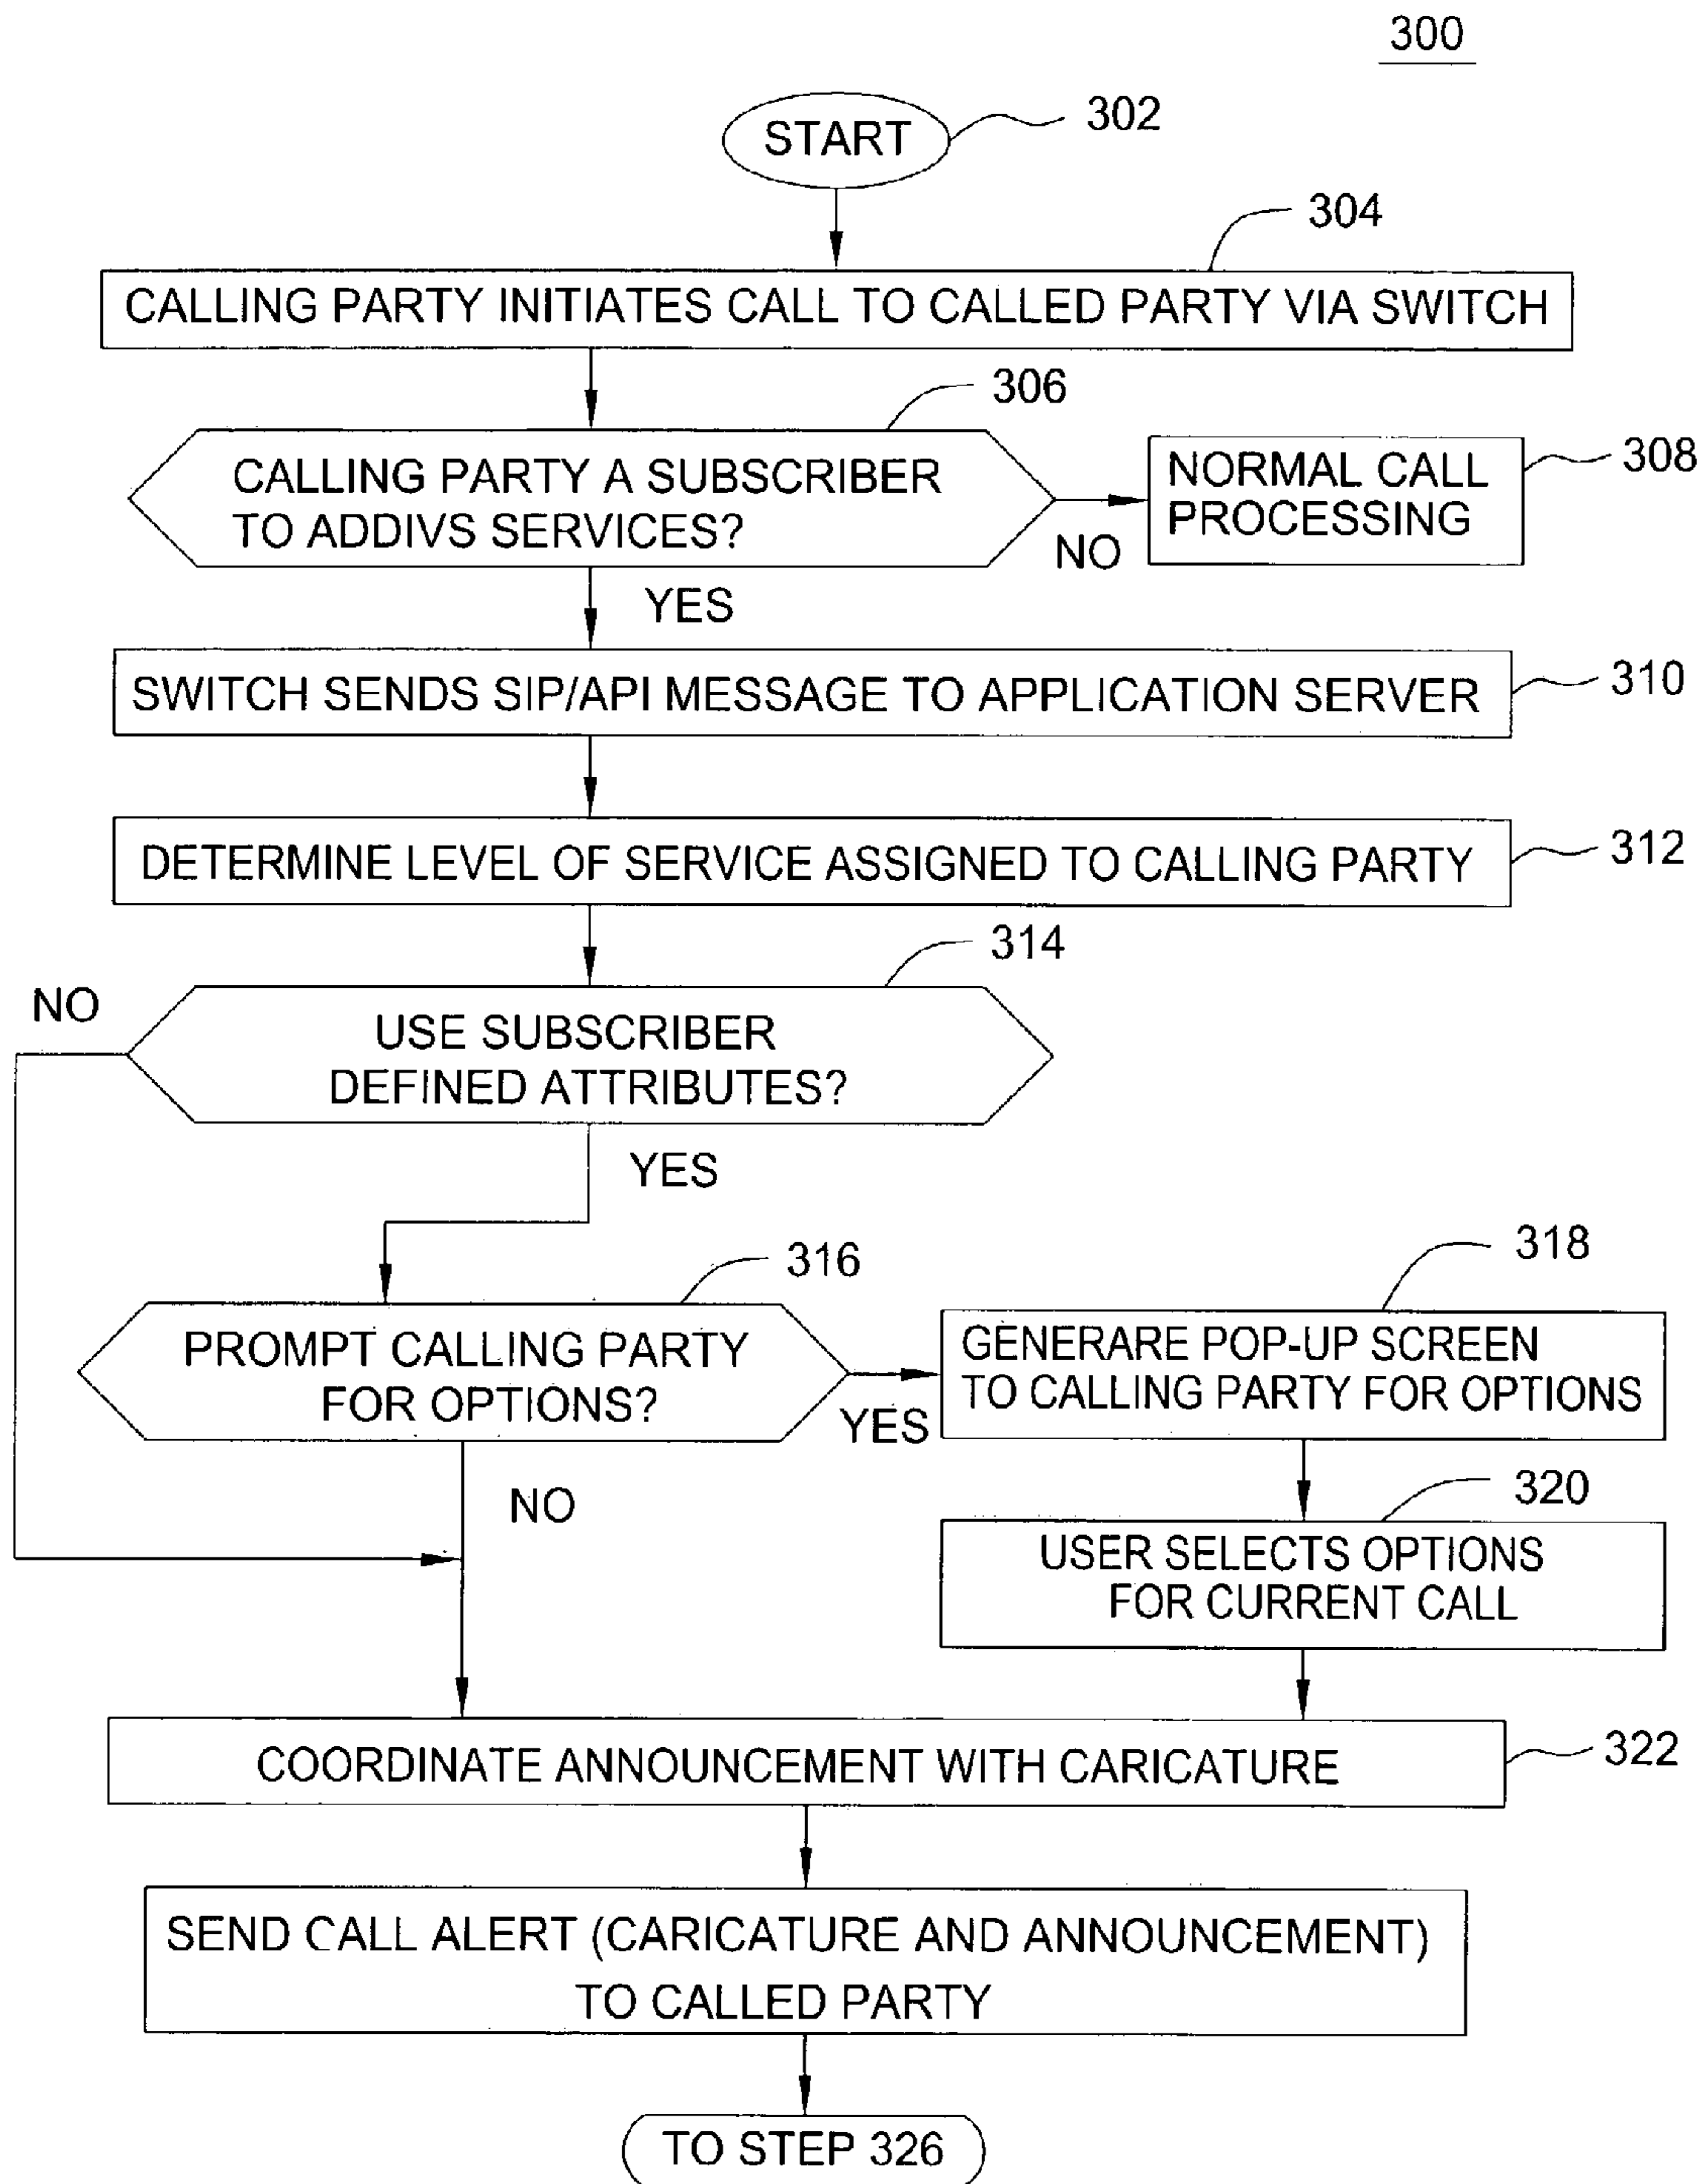 300
START
302
304
CALLING PARTY INITIATES CALL TO CALLED PARTY VIA SWITCH
306
CALLING PARTY A SUBSCRIBER
TO ADDIVS SERVICES?
NORMAL CALL
PROCESSING
308
NO
YES
SWITCH SENDS SIP/API MESSAGE TO APPLICATION SERVER
310
DETERMINE LEVEL OF SERVICE ASSIGNED TO CALLING PARTY
312
314
NO
USE SUBSCRIBER
DEFINED ATTRIBUTES?
YES
316
318
PROMPT CALLING PARTY
FOR OPTIONS?
YES
GENERARE POP-UP SCREEN
TO CALLING PARTY FOR OPTIONS
NO
320
USER SELECTS OPTIONS
FOR CURRENT CALL
COORDINATE ANNOUNCEMENT WITH CARICATURE
322
SEND CALL ALERT (CARICATURE AND ANNOUNCEMENT)
TO CALLED PARTY
TO STEP 326